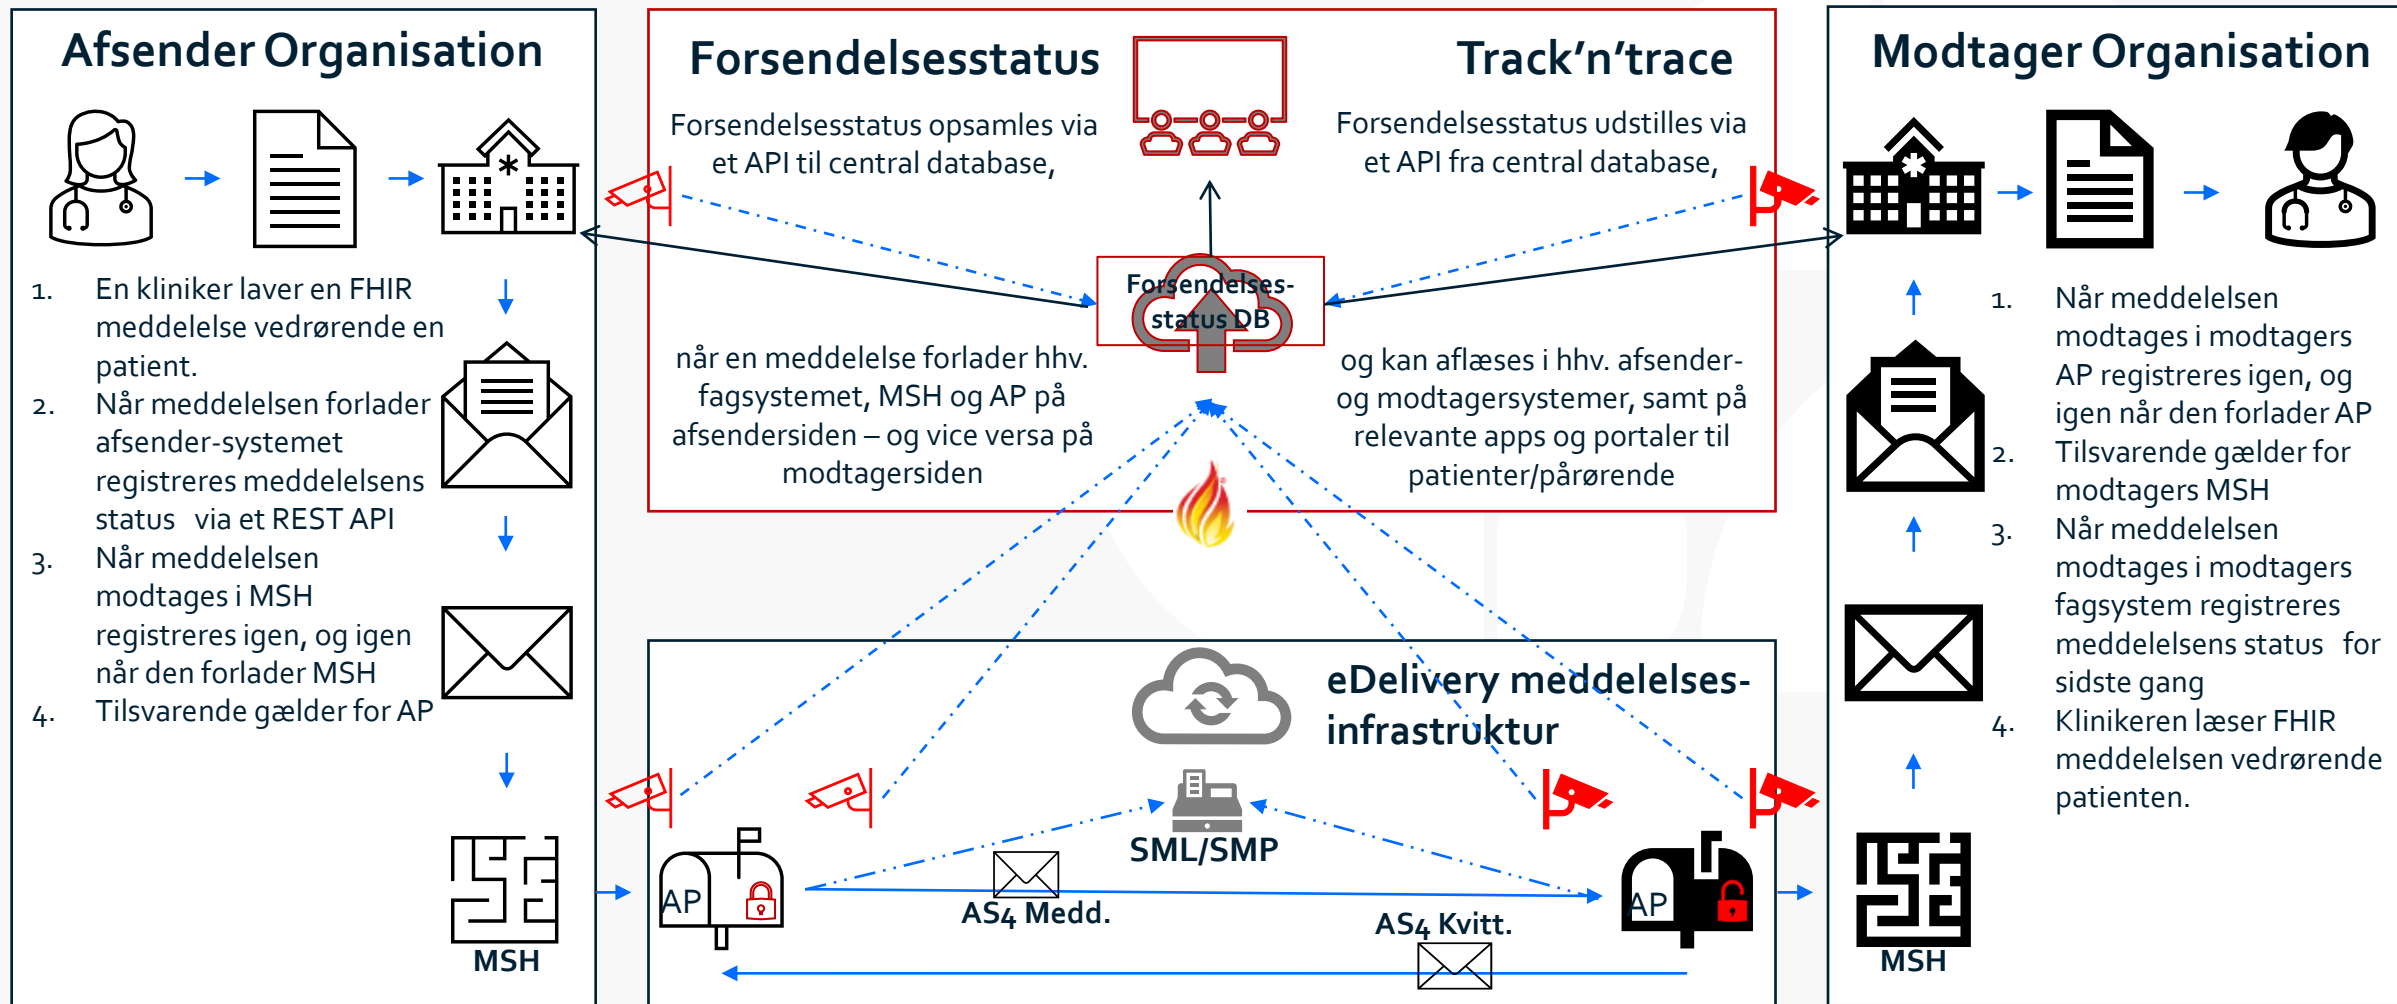 Afsender Organisation
1. En kliniker laver en FHIR
meddelelse vedrørende en
patient.
2. Når meddelelsen forlader
afsender-systemet
registreres meddelelsens
status via et REST API
3. Når meddelelsen
modtages i MSH
registreres igen, og igen
når den forlader MSH
4. Tilsvarende gælder for AP
MSH
Forsendelsesstatus
Forsendelsesstatus opsamles via
et API til central database,
når en meddelelse forlader hhv.
fagsystemet, MSH og AP på
afsendersiden – og vice versa på
modtagersiden
Forsendelses-
status DB
Track’n’trace
Forsendelsesstatus udstilles via
et API fra central database,
og kan aflæses i hhv. afsender-
og modtagersystemer, samt på
relevante apps og portaler til
patienter/pårørende
eDelivery meddelelses-
infrastruktur
SML/SMP
AP
AS4 Medd.
AS4 Kvitt.
AP
Modtager Organisation
1. Når meddelelsen
modtages i modtagers
AP registreres igen, og
igen når den forlader AP
2. Tilsvarende gælder for
modtagers MSH
3. Når meddelelsen
modtages i modtagers
fagsystem registreres
meddelelsens status for
sidste gang
4. Klinikeren læser FHIR
meddelelsen vedrørende
patienten.
MSH